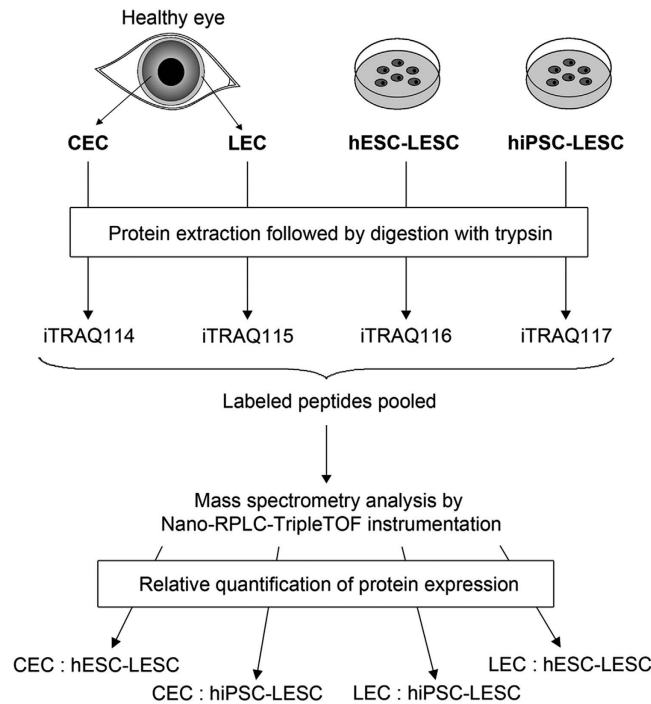 Healthy eye
CEC
LEC
hESC-LESC
hiPSC-LESC
Protein extraction followed by digestion with trypsin
iTRAQ114
iTRAQ115
iTRAQ116
iTRAQ117
Labeled peptides pooled
Mass spectrometry analysis by
Nano-RPLC-TripleTOF instrumentation
Relative quantification of protein expression
CEC : hESC-LESC
CEC : hiPSC-LESC
LEC : hiPSC-LESC
LEC : hESC-LESC